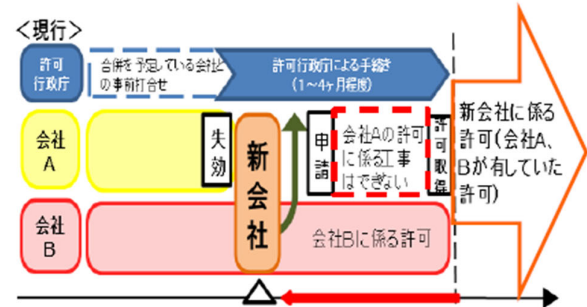 <現行>
許可
行政庁
合併を予定している会社と
の事前打合せ
許可行政庁による手続き
(1~4ヶ月程度)
会社
A
失効
新会社
申請
会社Aの許可
に係る工事
はできない
許可取得
新会社に係る
許可(会社A、
Bが有していた
許可)
会社
B
会社Bに係る許可